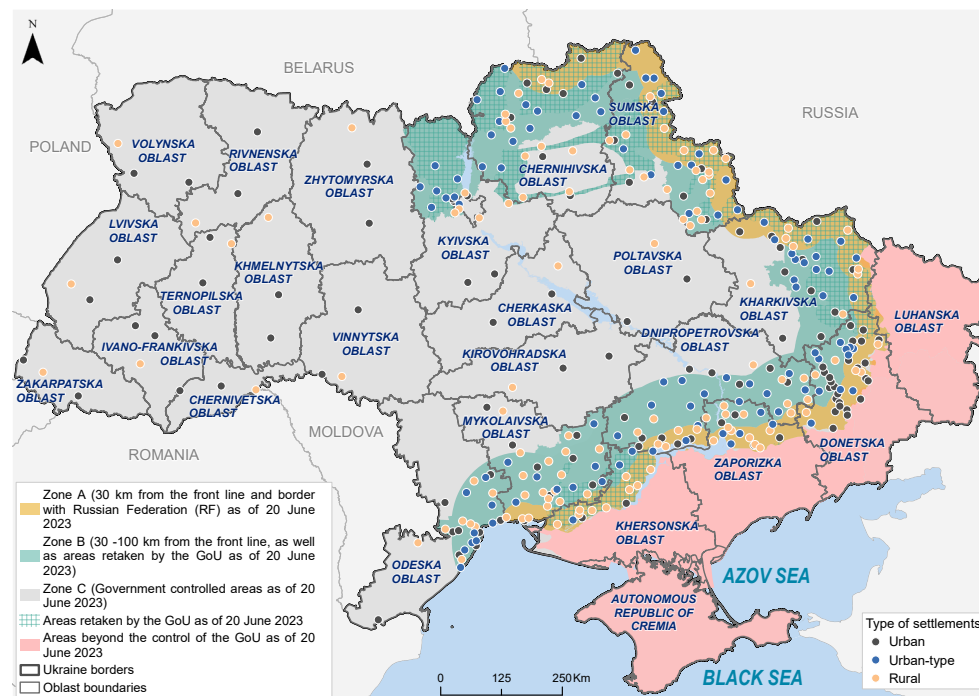 N
BELARUS
RUSSIA
POLAND
VOLYNSKA
OBLAST
RIVNENSKA
OBLAST
ZHYTOMYRSKA
OBLAST
CHERNIHIVSKA
OBLAST
SUMSKA
OBLAST
LVIVSKA
OBLAST
KHMELNYTSKA
OBLAST
TERNOPILSKA
OBLAST
KYIVSKA
OBLAST
POLTAVSKA
OBLAST
KHARKIVSKA
OBLAST
LUHANSKA
OBLAST
CHERKASKA
OBLAST
VINNYTSKA
OBLAST
IVANO-FRANKIVSKA
OBLAST
KIROVOHRADSKA
OBLAST
DNIPROPETROVSKA
OBLAST
ZAKARPATSKA
OBLAST
CHERNIVETSKA
OBLAST
MYKOLAIVSKA
OBLAST
DONETSKA
OBLAST
MOLDOVA
ROMANIA
ZAPORIZKA
OBLAST
KHERSONSKA
OBLAST
ODESKA
OBLAST
AZOV SEA
AUTONOMOUS
REPUBLIC OF
CREMIA
BLACK SEA
Zone A (30 km from the front line and border
with Russian Federation (RF) as of 20 June
2023
Zone B (30 -100 km from the front line, as well
as areas retaken by the GoU as of 20 June
2023)
Zone C (Government controlled areas as of 20
June 2023)
Areas retaken by the GoU as of 20 June 2023
Areas beyond the control of the GoU as of 20
June 2023
Ukraine borders
Oblast boundaries
0 125 250 Km
Type of settlements
Urban
Urban-type
Rural